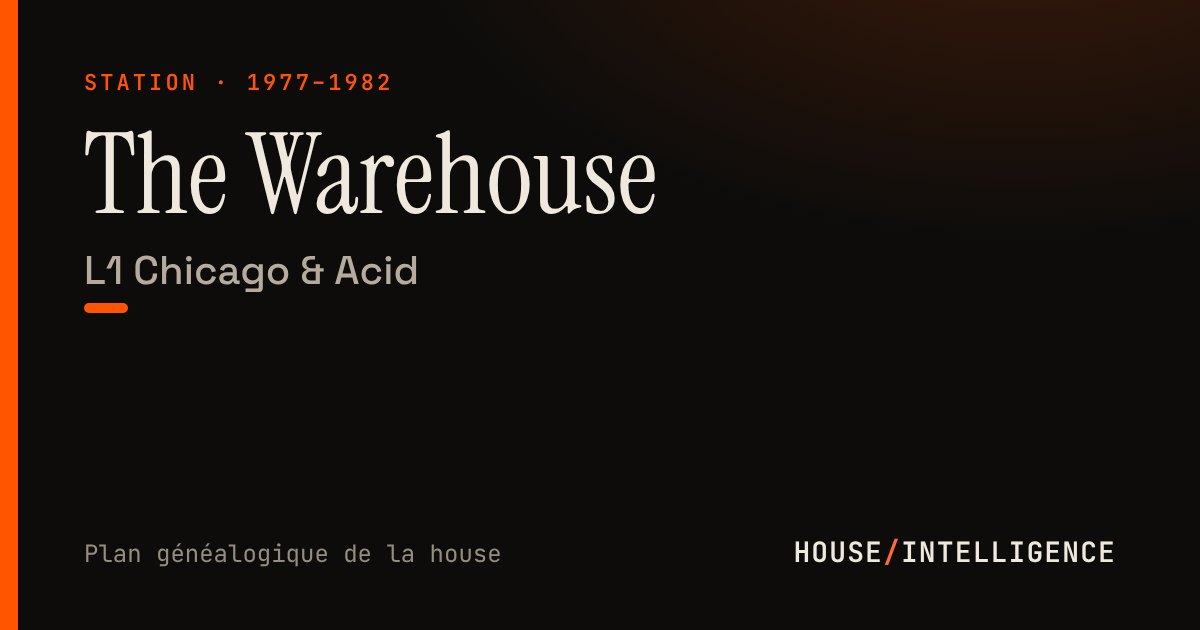 STATION · 1977–1982
The Warehouse
L1 Chicago & Acid
Plan généalogique de la house
HOUSE/INTELLIGENCE